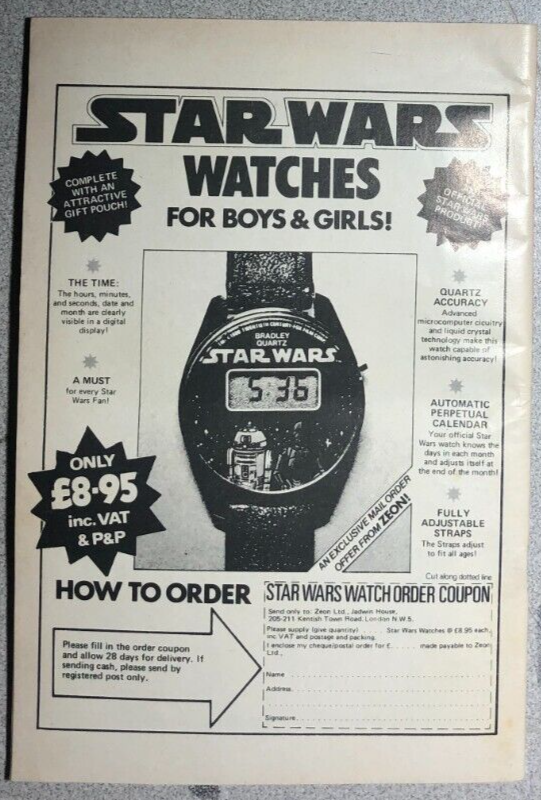 STAR WARS
WATCHES
FOR BOYS & GIRLS!
COMPLETE
WITH AN
ATTRACTIVE
GIFT POUCH!
OFFICIAL
STAR WARS
PRODUCT!
THE TIME:
The hours, minutes,
and seconds, date and
month are clearly
visible in a digital
display!
A MUST
for every Star
Wars Fan!
ONLY
£8·95
inc. VAT
& P&P
BRADLEY
QUARTZ
STAR WARS
5:36
AN EXCLUSIVE MAIL ORDER
OFFER FROM ZEON!
QUARTZ
ACCURACY
Advanced
microcomputer cicuitry
and liquid crystal
technology make this
watch capable of
astonishing accuracy!
AUTOMATIC
PERPETUAL
CALENDAR
Your official Star
Wars watch knows the
days in each month
and adjusts itself at
the end of the month!
FULLY
ADJUSTABLE
STRAPS
The Straps adjust
to fit all ages!
HOW TO ORDER
Please fill in the order coupon
and allow 28 days for delivery. If
sending cash, please send by
registered post only.
Cut along dotted line
STAR WARS WATCH ORDER COUPON
Send only to: Zeon Ltd., Jadwin House,
205-211 Kentish Town Road, London N.W.5.
Please supply (give quantity) . . . . Star Wars Watches @ £8.95 each,
inc VAT and postage and packing.
I enclose my cheque/postal order for £. . . . . made payable to Zeon
Ltd.,
Name
Address
Signature